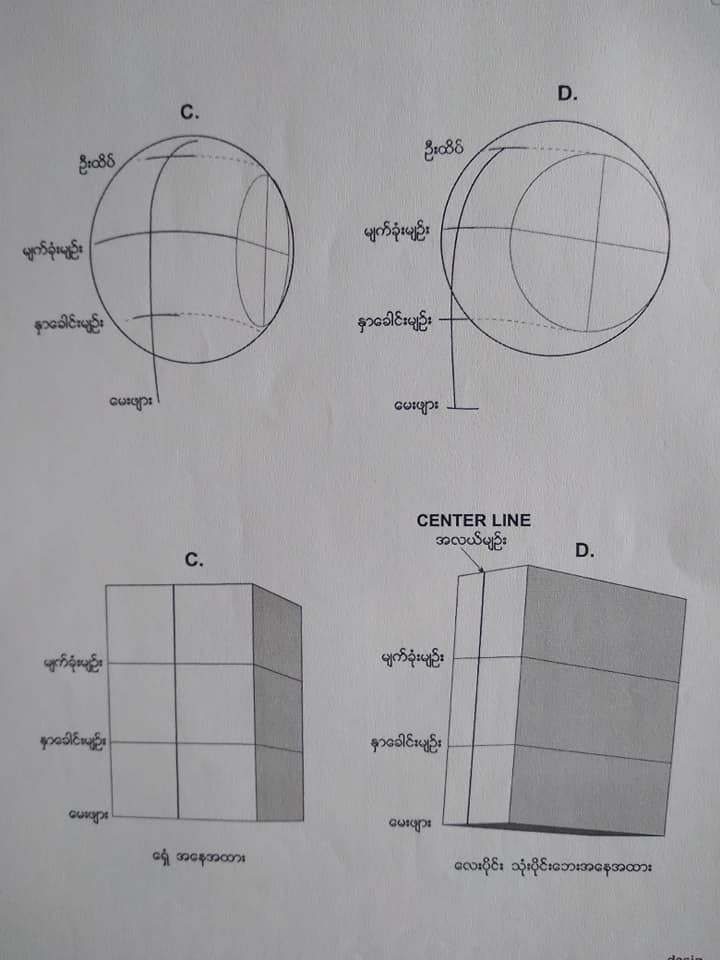 C.
ဦးထိပ်
မျက်ခုံးမျဉ်း
နှာခေါင်းမျဉ်း
မေးဖျား
D.
ဦးထိပ်
မျက်ခုံးမျဉ်း
နှာခေါင်းမျဉ်း
မေးဖျား
C.
မျက်ခုံးမျဉ်း
နှာခေါင်းမျဉ်း
မေးဖျား
ရှေ့ အနေအထား
CENTER LINE
အလယ်မျဉ်း
D.
မျက်ခုံးမျဉ်း
နှာခေါင်းမျဉ်း
မေးဖျား
လေးပိုင်း သုံးပိုင်းဘေးအနေအထား